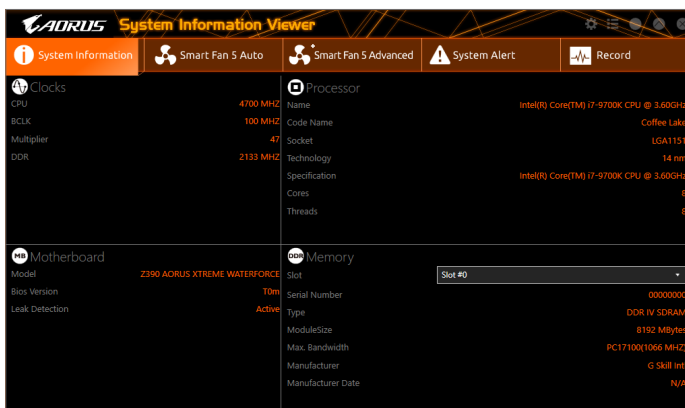 AORUS System Information Viewer
System Information
Smart Fan 5 Auto
Smart Fan 5 Advanced
System Alert
Record
Clocks
CPU 4700 MHZ
BCLK 100 MHZ
Multiplier 47
DDR 2133 MHZ
Processor
Name Intel(R) Core(TM) i7-9700K CPU @ 3.60GHz
Code Name Coffee Lake
Socket LGA1151
Technology 14 nm
Specification Intel(R) Core(TM) i7-9700K CPU @ 3.60GHz
Cores 8
Threads 8
MB Motherboard
Model Z390 AORUS XTREME WATERFORCE
Bios Version T0m
Leak Detection Active
DDR Memory
Slot Slot #0
Serial Number 00000000
Type DDR IV SDRAM
ModuleSize 8192 MBytes
Max. Bandwidth PC17100(1066 MHZ)
Manufacturer G Skill Int
Manufacturer Date N/A